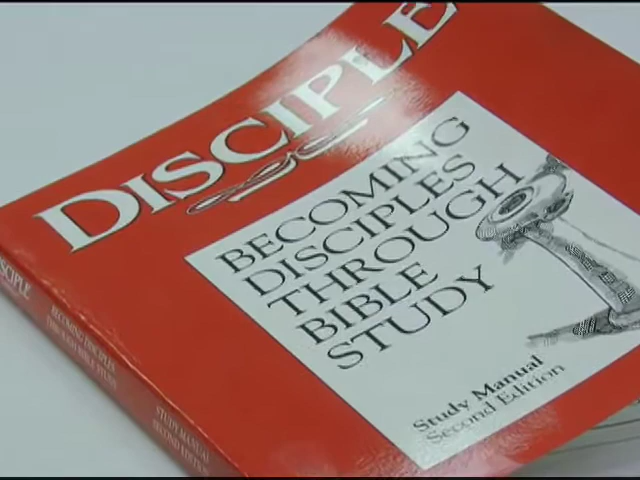 DISCIPLE
BECOMING
DISCIPLES
THROUGH
BIBLE
STUDY
Study Manual
Second Edition
DISCIPLE
BECOMING DISCIPLES
THROUGH BIBLE STUDY
STUDY MANUAL
SECOND EDITION